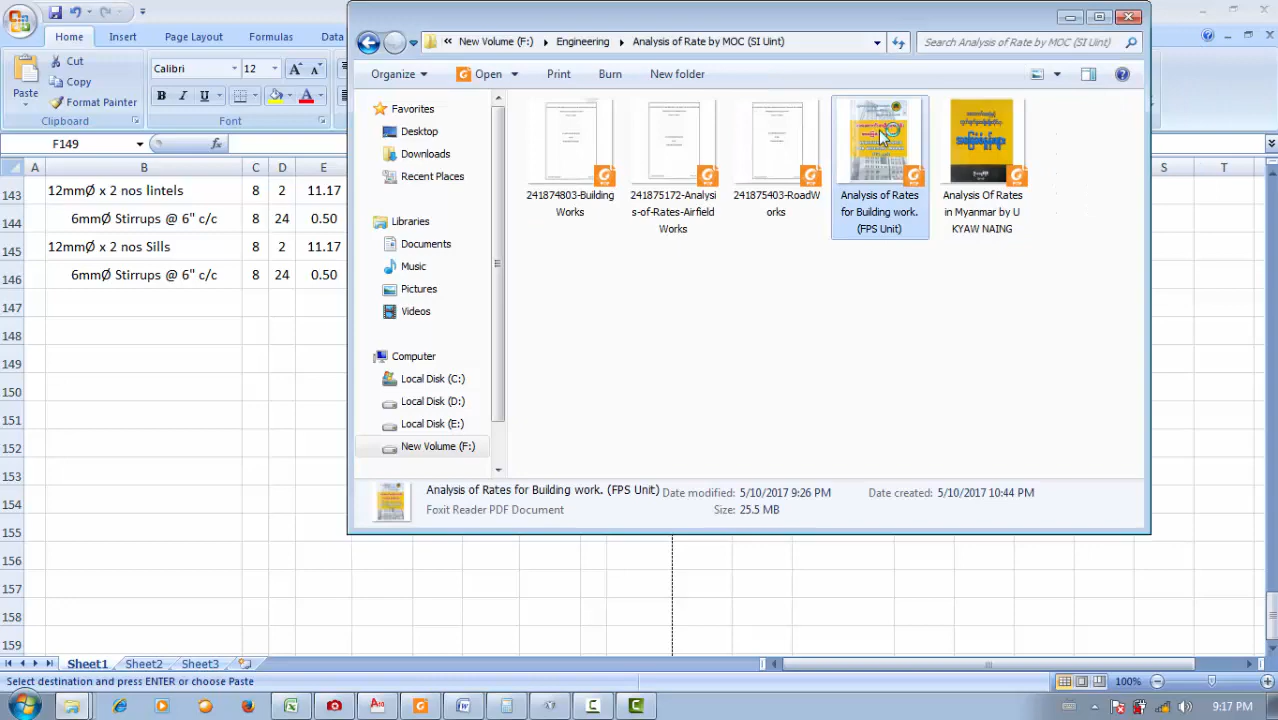 Home
Insert
Page Layout
Formulas
Data
Paste
Cut
Copy
Format Painter
Clipboard
Calibri
12
A
A
B I U
A
Font
F149
fx
New Volume (F:)
Engineering
Analysis of Rate by MOC (SI Uint)
Search Analysis of Rate by MOC (SI Uint)
Organize
Open
Print
Burn
New folder
Favorites
Desktop
Downloads
Recent Places
Libraries
Documents
Music
Pictures
Videos
Computer
Local Disk (C:)
Local Disk (D:)
Local Disk (E:)
New Volume (F:)
241874803-Building
Works
241875172-Analysi
s-of-Rates-Airfield
Works
241875403-RoadW
orks
Analysis of Rates
for Building work.
(FPS Unit)
Analysis Of Rates
in Myanmar by U
KYAW NAING
Analysis of Rates for Building work. (FPS Unit)
Foxit Reader PDF Document
Date modified: 5/10/2017 9:26 PM
Size: 25.5 MB
Date created: 5/10/2017 10:44 PM
A B C D E S T
143 12mmØ x 2 nos lintels 8 2 11.17
144 6mmØ Stirrups @ 6" c/c 8 24 0.50
145 12mmØ x 2 nos Sills 8 2 11.17
146 6mmØ Stirrups @ 6" c/c 8 24 0.50
147
148
149
150
151
152
153
154
155
156
157
158
159
Sheet1
Sheet2
Sheet3
Select destination and press ENTER or choose Paste
100%
9:17 PM